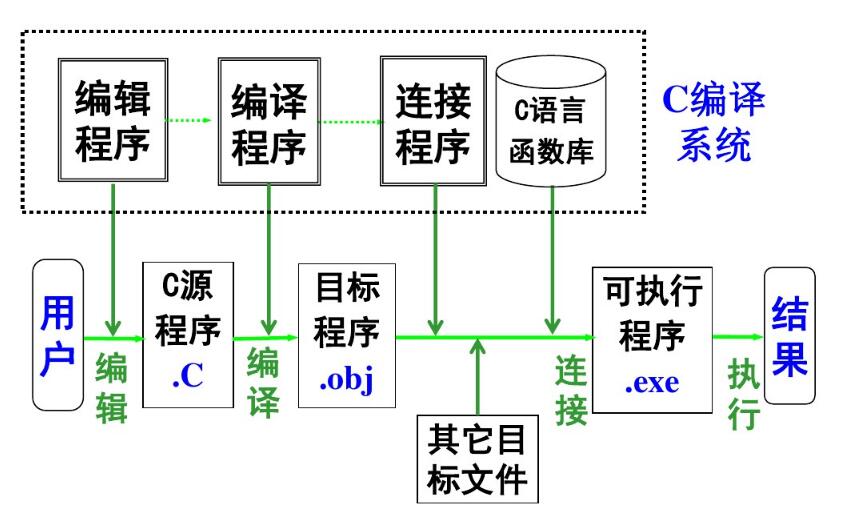 编辑
程序
编译
程序
连接
程序
C语言
函数库
C编译
系统
用
户
编
辑
C源
程序
.C
编
译
目标
程序
.obj
其它目
标文件
连
接
可执行
程序
.exe
执
行
结
果